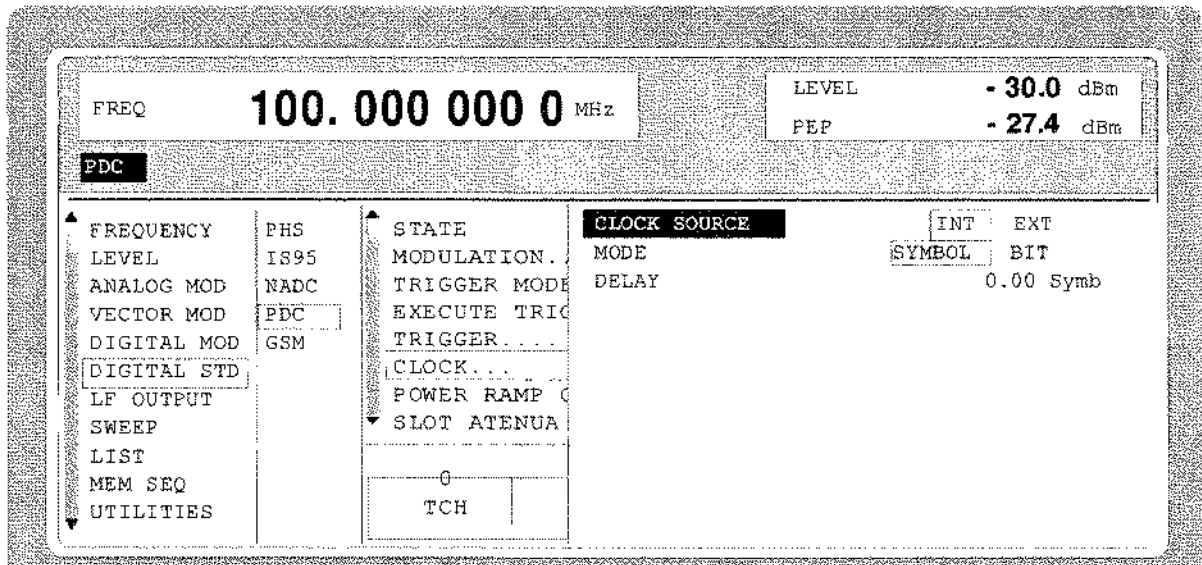 FREQ 100. 000 000 0 MHz
LEVEL - 30.0 dBm
PEP - 27.4 dBm
PDC
FREQUENCY
LEVEL
ANALOG MOD
VECTOR MOD
DIGITAL MOD
DIGITAL STD
LF OUTPUT
SWEEP
LIST
MEM SEQ
UTILITIES
PHS
IS95
NADC
PDC
GSM
STATE
MODULATION..
TRIGGER MODE
EXECUTE TRIG
TRIGGER....
CLOCK...
POWER RAMP C
SLOT ATENUA
0
TCH
CLOCK SOURCE INT EXT
MODE SYMBOL BIT
DELAY 0.00 Symb